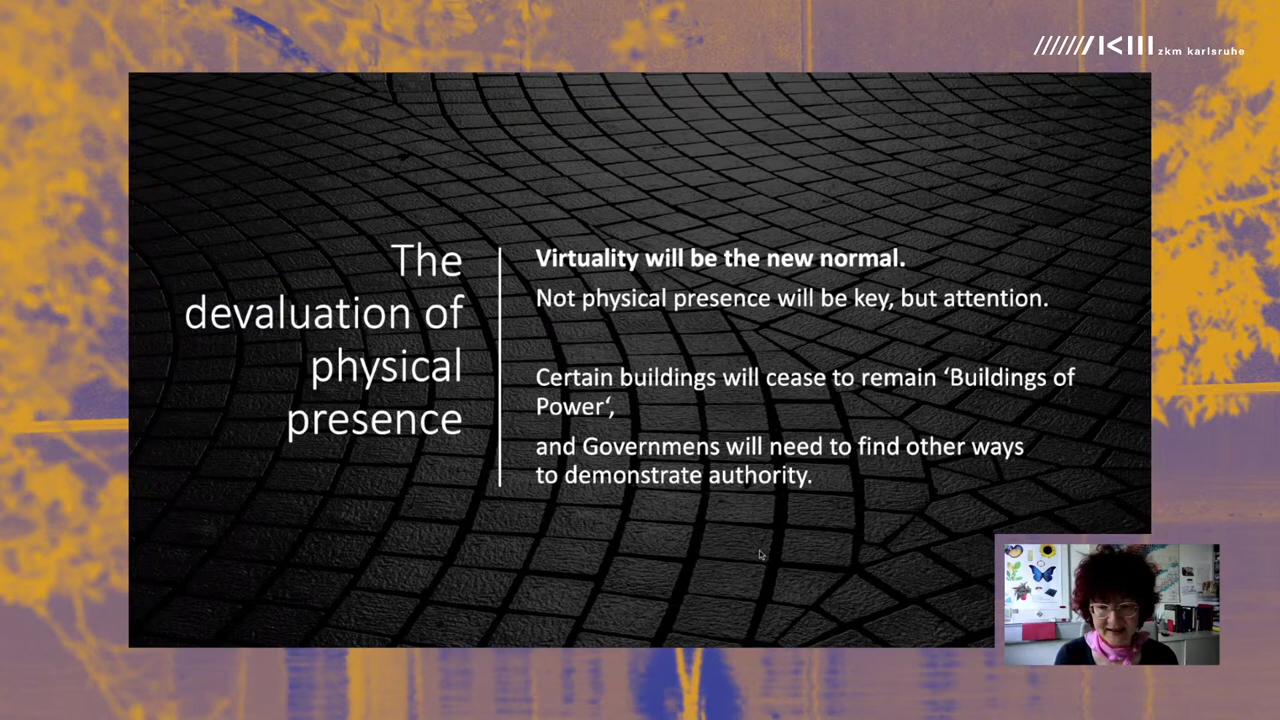 zkm karlsruhe
The
devaluation of
physical
presence
Virtuality will be the new normal.
Not physical presence will be key, but attention.
Certain buildings will cease to remain ‘Buildings of
Power‘,
and Governmens will need to find other ways
to demonstrate authority.